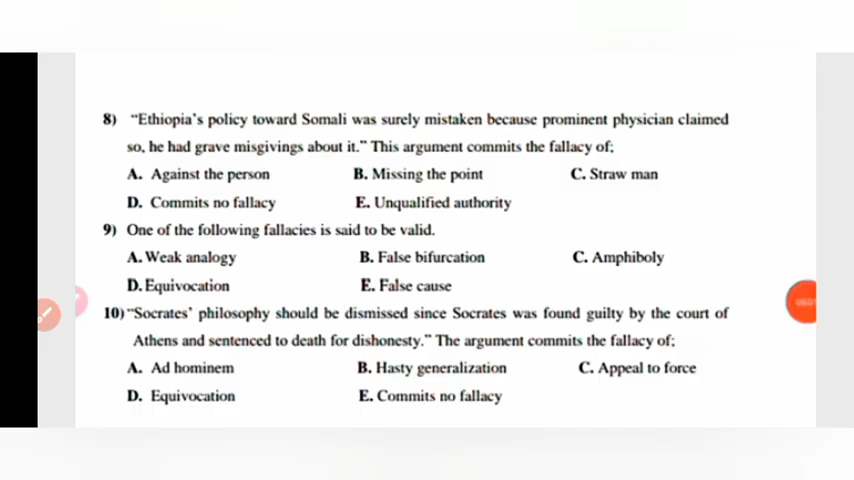 8) “Ethiopia's policy toward Somali was surely mistaken because prominent physician claimed
so, he had grave misgivings about it.” This argument commits the fallacy of;
A. Against the person B. Missing the point C. Straw man
D. Commits no fallacy E. Unqualified authority
9) One of the following fallacies is said to be valid.
A. Weak analogy B. False bifurcation C. Amphiboly
D. Equivocation E. False cause
10) “Socrates' philosophy should be dismissed since Socrates was found guilty by the court of
Athens and sentenced to death for dishonesty.” The argument commits the fallacy of;
A. Ad hominem B. Hasty generalization C. Appeal to force
D. Equivocation E. Commits no fallacy